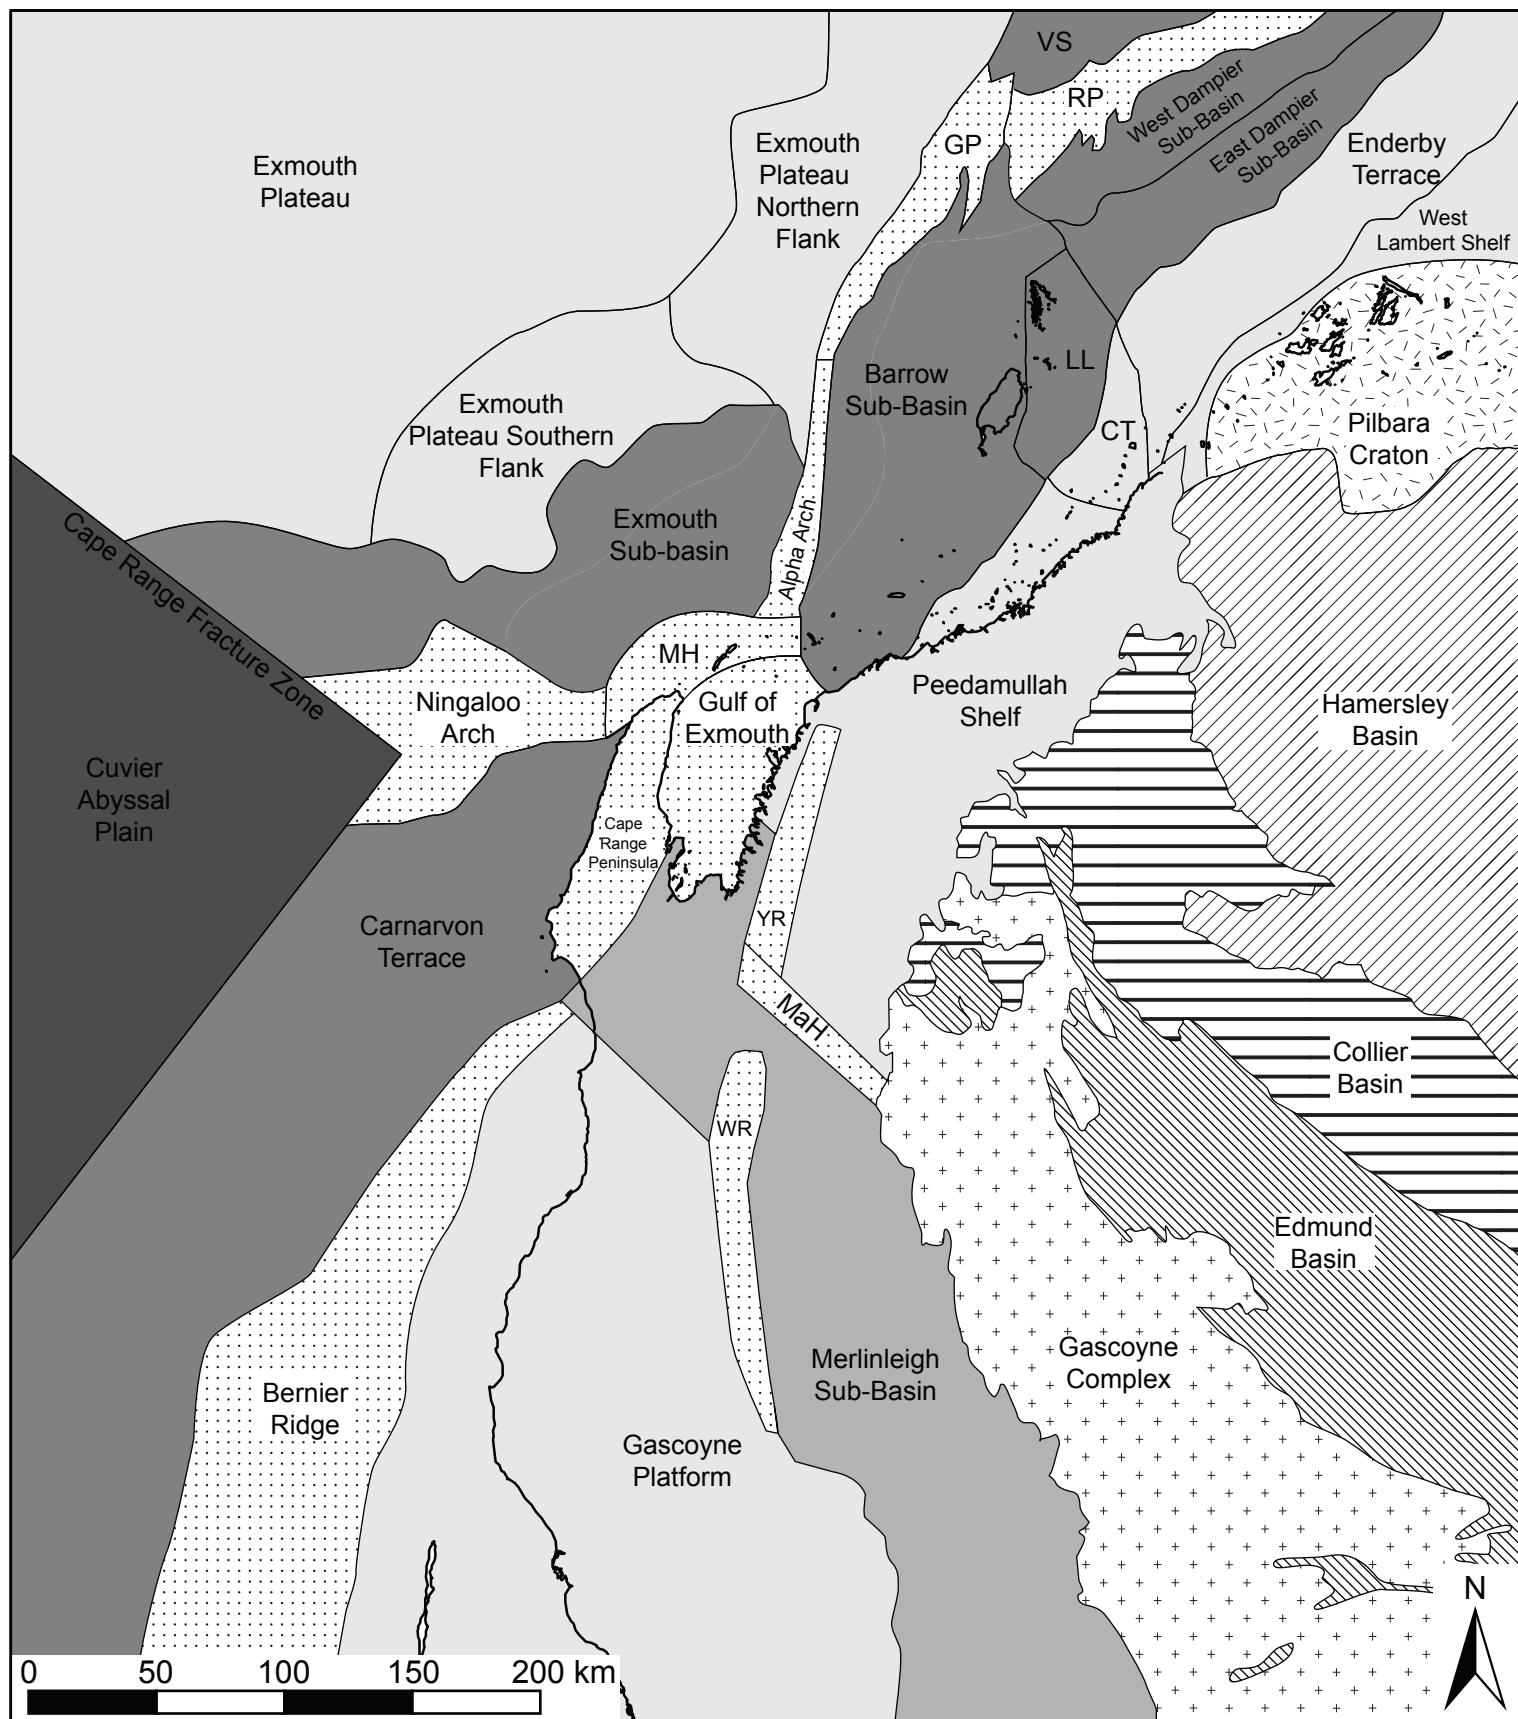 VS
RP
West Dampier
Sub-Basin
East Dampier
Sub-Basin
GP
Exmouth
Plateau
Exmouth
Plateau
Northern
Flank
Enderby
Terrace
West
Lambert Shelf
LL
Barrow
Sub-Basin
CT
Pilbara
Craton
Exmouth
Plateau Southern
Flank
Exmouth
Sub-basin
Alpha Arch
Cape Range Fracture Zone
MH
Ningaloo
Arch
Gulf of
Exmouth
Peedamullah
Shelf
Hamersley
Basin
Cuvier
Abyssal
Plain
Cape
Range
Peninsula
Carnarvon
Terrace
YR
MaH
WR
Collier
Basin
Edmund
Basin
Gascoyne
Complex
Merlinleigh
Sub-Basin
Bernier
Ridge
Gascoyne
Platform
N
0 50 100 150 200 km